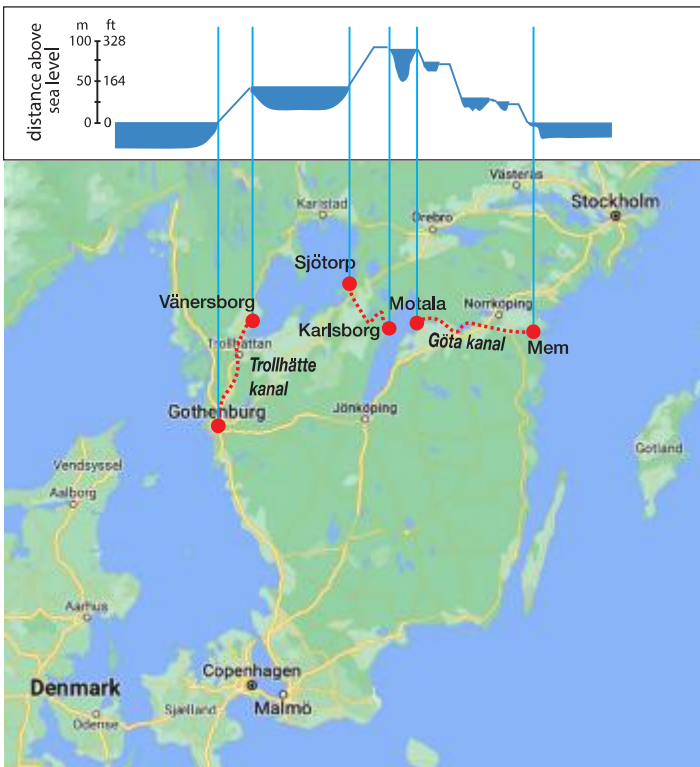 m ft
100 328
50 164
0 0
distance above
sea level
Västerås
Stockholm
Karlstad
Örebro
Sjötorp
Vänersborg
Motala
Norrköping
Karlsborg
Göta kanal
Mem
Trollhättan
Trollhätte
kanal
Gothenburg
Jönköping
Gotland
Vendsyssel
Aalborg
Aarhus
Copenhagen
Denmark
Sjælland
Malmö
Odense